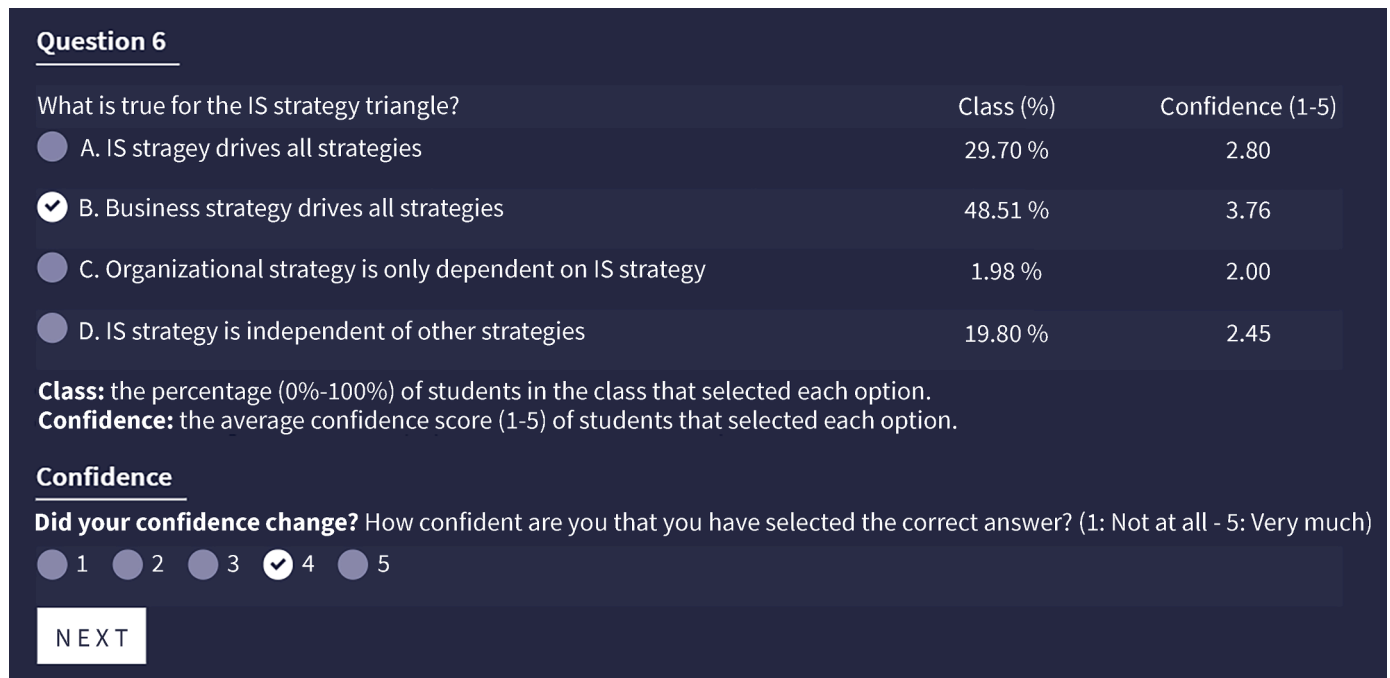 Question 6
What is true for the IS strategy triangle? Class (%) Confidence (1-5)
A. IS stragey drives all strategies 29.70 % 2.80
B. Business strategy drives all strategies 48.51 % 3.76
C. Organizational strategy is only dependent on IS strategy 1.98 % 2.00
D. IS strategy is independent of other strategies 19.80 % 2.45
Class: the percentage (0%-100%) of students in the class that selected each option.
Confidence: the average confidence score (1-5) of students that selected each option.
Confidence
Did your confidence change? How confident are you that you have selected the correct answer? (1: Not at all - 5: Very much)
1 2 3 4 5
NEXT